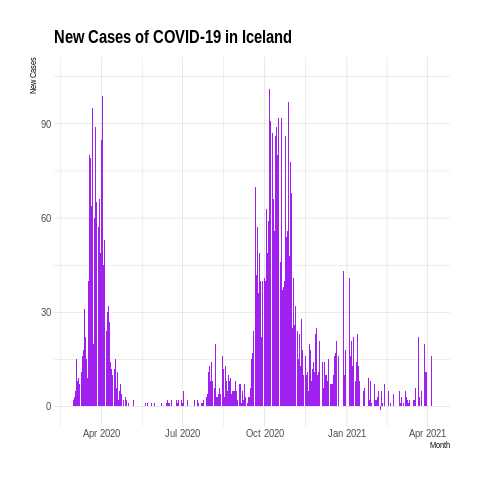 New Cases of COVID-19 in Iceland
New Cases
90
60
30
0
Apr 2020 Jul 2020 Oct 2020 Jan 2021 Apr 2021
Month